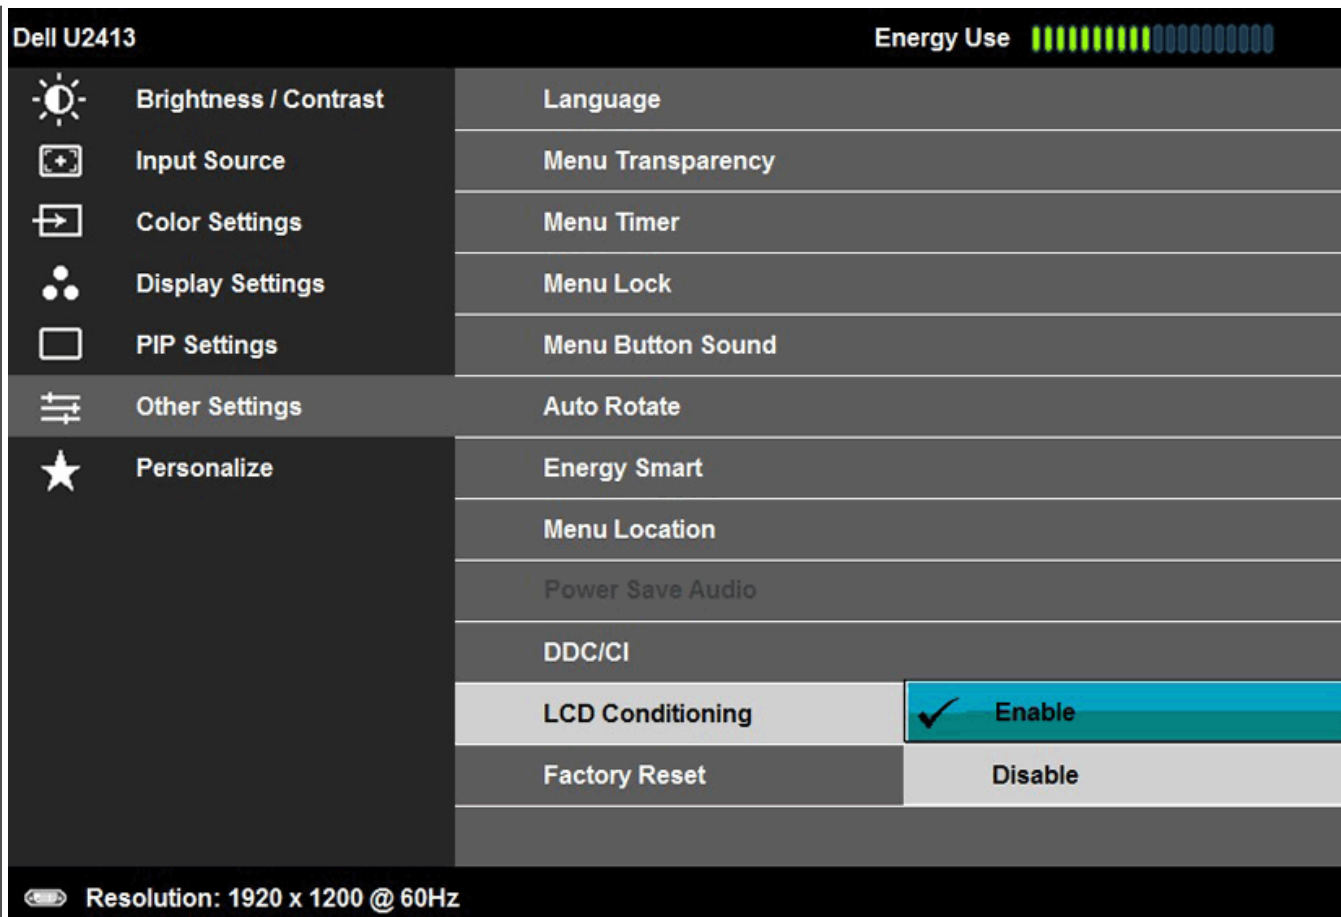 Dell U2413 Energy Use
Brightness / Contrast
Input Source
Color Settings
Display Settings
PIP Settings
Other Settings
Personalize
Language
Menu Transparency
Menu Timer
Menu Lock
Menu Button Sound
Auto Rotate
Energy Smart
Menu Location
Power Save Audio
DDC/CI
LCD Conditioning
Factory Reset
Enable
Disable
Resolution: 1920 x 1200 @ 60Hz